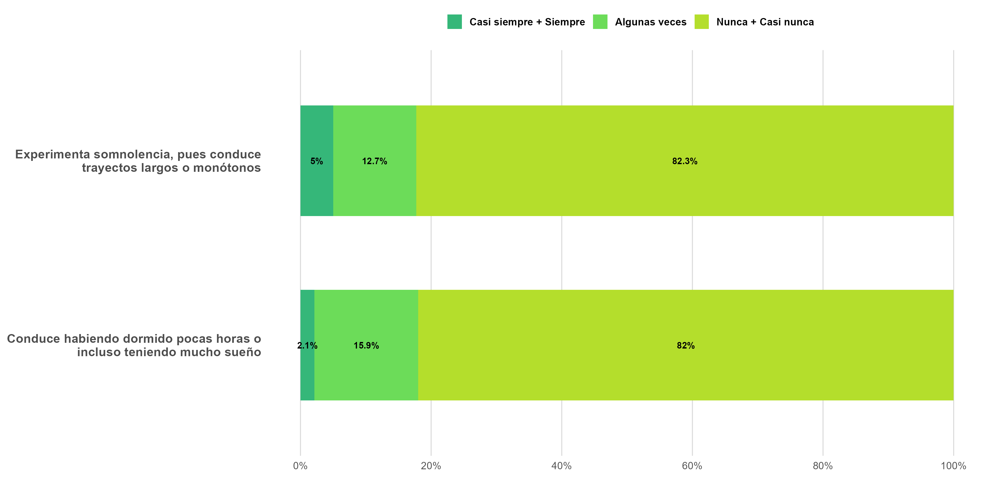 Casi siempre + Siempre Algunas veces Nunca + Casi nunca
Experimenta somnolencia, pues conduce
trayectos largos o monótonos
5% 12.7% 82.3%
Conduce habiendo dormido pocas horas o
incluso teniendo mucho sueño
2.1% 15.9% 82%
0% 20% 40% 60% 80% 100%